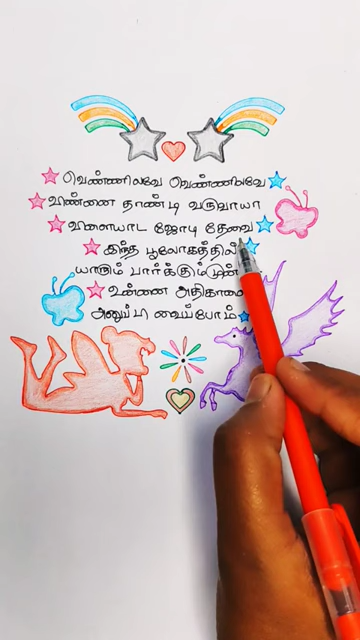 வெண்ணிலவே வெண்ணிலவே
விண்ணை தாண்டி வருவாயா
விளையாட ஜோடி தேவை
இந்த பூலோகத்தில்
யாரும் பார்க்கும்முன்
உன்னை அதிகாலை
அனுப்பி வைப்போம்